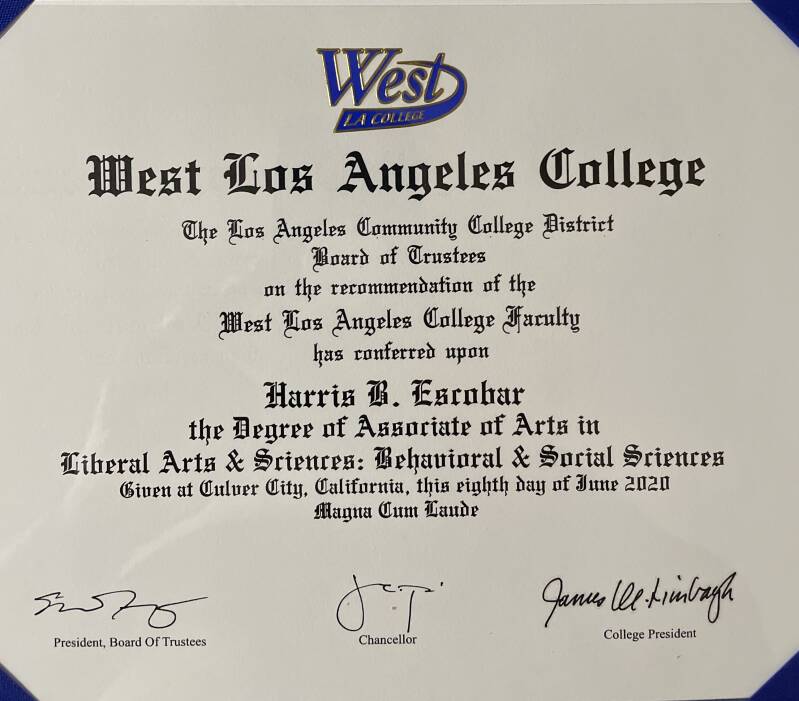 West
LA COLLEGE
West Los Angeles College
The Los Angeles Community College District
Board of Trustees
on the recommendation of the
West Los Angeles College Faculty
has conferred upon
Harris B. Escobar
the Degree of Associate of Arts in
Liberal Arts & Sciences: Behavioral & Social Sciences
Given at Culver City, California, this eighth day of June 2020
Magna Cum Laude
James
President, Board Of Trustees
Chancellor
College President